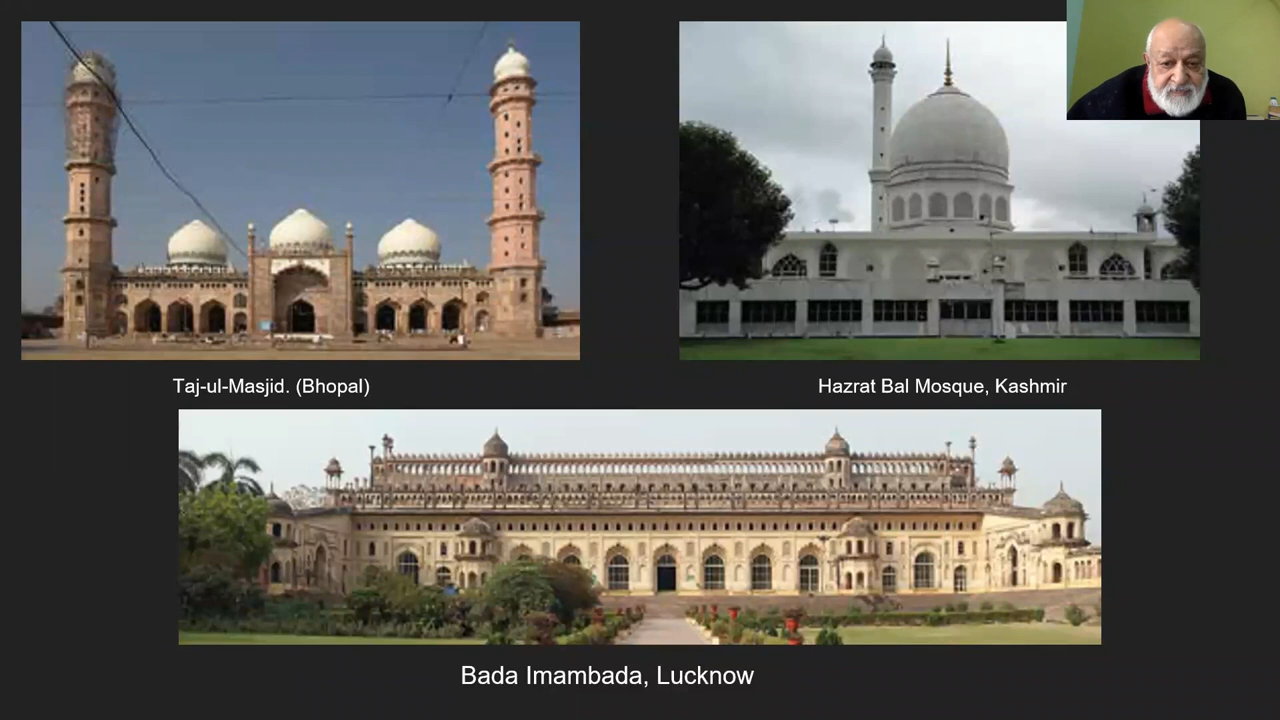 Taj-ul-Masjid. (Bhopal)
Hazrat Bal Mosque, Kashmir
Bada Imambada, Lucknow